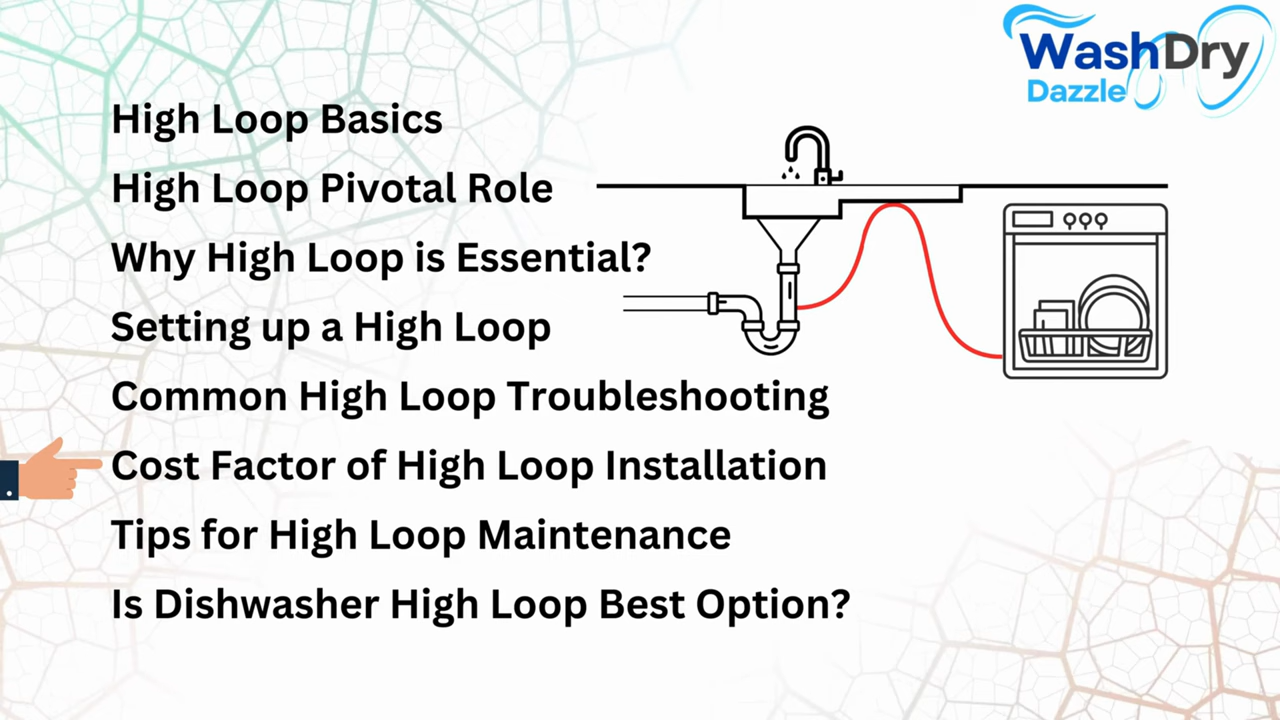 WashDry
Dazzle
High Loop Basics
High Loop Pivotal Role
Why High Loop is Essential?
Setting up a High Loop
Common High Loop Troubleshooting
Cost Factor of High Loop Installation
Tips for High Loop Maintenance
Is Dishwasher High Loop Best Option?